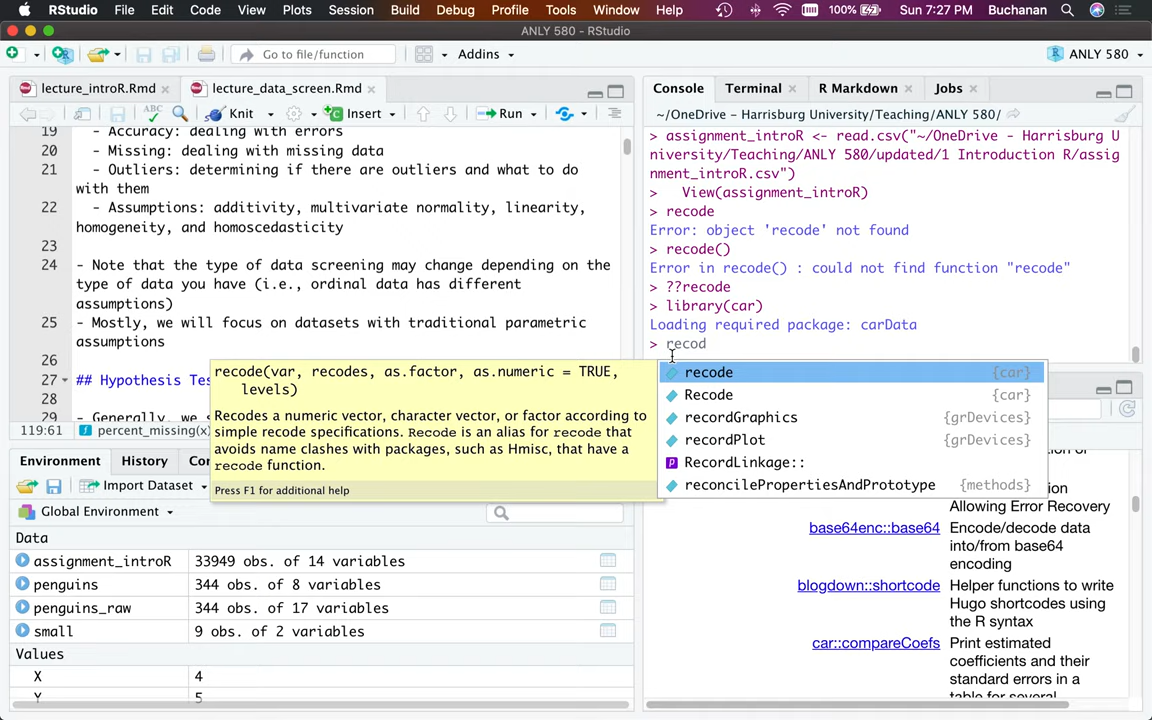 RStudio File Edit Code View Plots Session Build Debug Profile Tools Window Help 100% Sun 7:27 PM Buchanan
ANLY 580 - RStudio
Go to file/function Addins ANLY 580
lecture_introR.Rmd lecture_data_screen.Rmd
ABC Knit Insert Run
19 - Accuracy: dealing with errors
20 - Missing: dealing with missing data
21 - Outliers: determining if there are outliers and what to do
with them
22 - Assumptions: additivity, multivariate normality, linearity,
homogeneity, and homoscedasticity
23
24 - Note that the type of data screening may change depending on the
type of data you have (i.e., ordinal data has different
assumptions)
25 - Mostly, we will focus on datasets with traditional parametric
assumptions
26
27 ## Hypothesis Tes
28
29 - Generally, we s
119:61 percent_missing(x)
Console Terminal R Markdown Jobs
~/OneDrive - Harrisburg University/Teaching/ANLY 580/
> assignment_introR <- read.csv("~/OneDrive - Harrisburg U
niversity/Teaching/ANLY 580/updated/1 Introduction R/assig
nment_introR.csv")
> View(assignment_introR)
> recode
Error: object 'recode' not found
> recode()
Error in recode() : could not find function "recode"
> ??recode
> library(car)
Loading required package: carData
> recod
recode(var, recodes, as.factor, as.numeric = TRUE,
levels)
Recodes a numeric vector, character vector, or factor according to
simple recode specifications. Recode is an alias for recode that
avoids name clashes with packages, such as Hmisc, that have a
recode function.
Press F1 for additional help
recode {car}
Recode {car}
recordGraphics {grDevices}
recordPlot {grDevices}
RecordLinkage::
reconcilePropertiesAndPrototype {methods}
Environment History Co
Import Dataset
Global Environment
Data
assignment_introR 33949 obs. of 14 variables
penguins 344 obs. of 8 variables
penguins_raw 344 obs. of 17 variables
small 9 obs. of 2 variables
Values
X 4
Y 5
Allowing Error Recovery
base64enc::base64 Encode/decode data
into/from base64
encoding
blogdown::shortcode Helper functions to write
Hugo shortcodes using
the R syntax
car::compareCoefs Print estimated
coefficients and their
standard errors in a
table for several